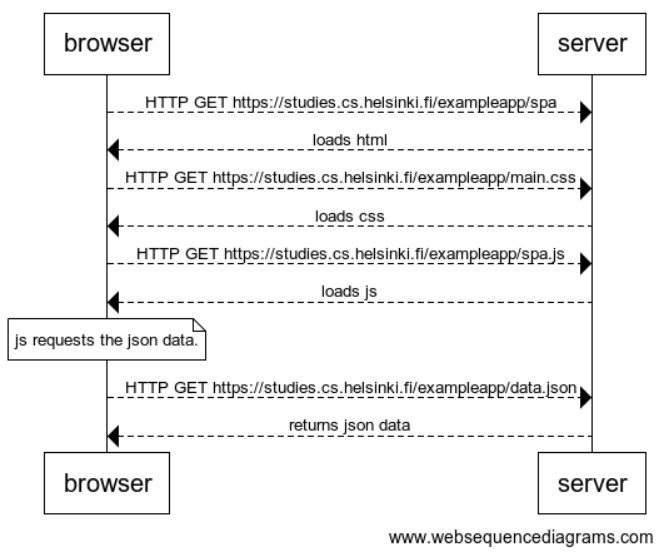 browser
server
HTTP GET https://studies.cs.helsinki.fi/exampleapp/spa
loads html
HTTP GET https://studies.cs.helsinki.fi/exampleapp/main.css
loads css
HTTP GET https://studies.cs.helsinki.fi/exampleapp/spa.js
loads js
js requests the json data.
HTTP GET https://studies.cs.helsinki.fi/exampleapp/data.json
returns json data
browser
server
www.websequencediagrams.com